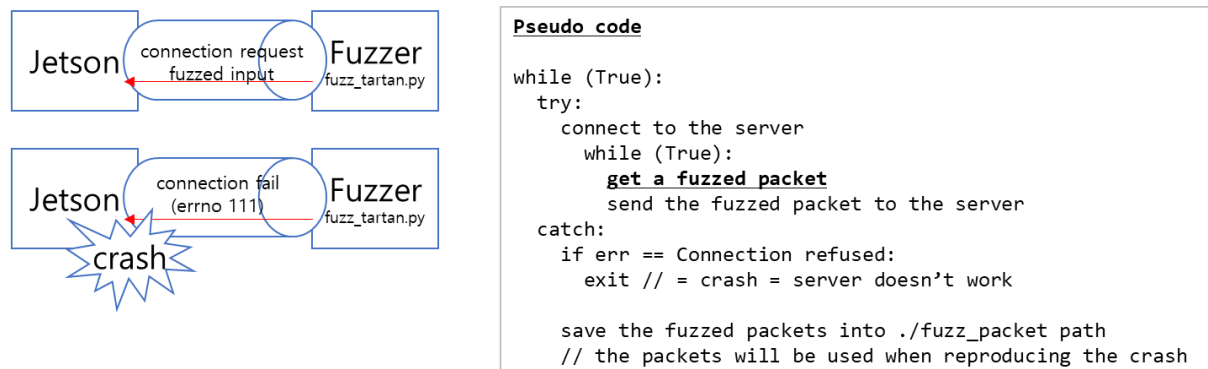 Jetson
connection request
fuzzed input
Fuzzer
fuzz_tartan.py
Jetson
connection fail
(errno 111)
Fuzzer
fuzz_tartan.py
crash
Pseudo code
while (True):
try:
connect to the server
while (True):
get a fuzzed packet
send the fuzzed packet to the server
catch:
if err == Connection refused:
exit // = crash = server doesn’t work
save the fuzzed packets into ./fuzz_packet path
// the packets will be used when reproducing the crash